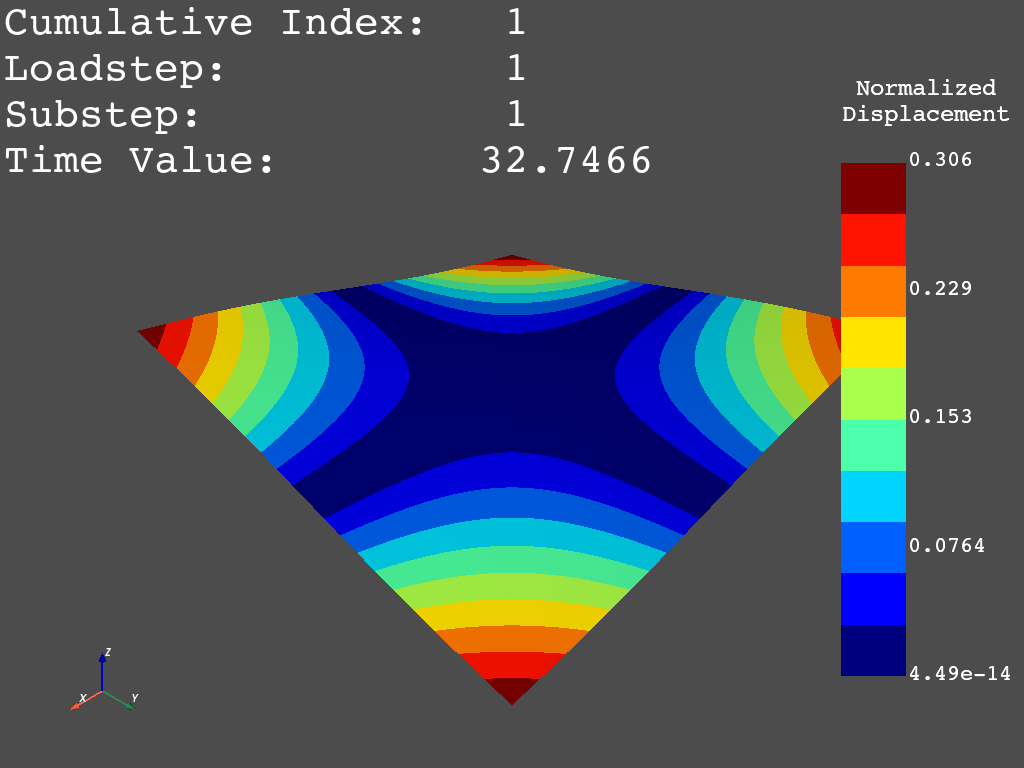 Cumulative Index: 1
Loadstep: 1
Substep: 1
Time Value: 32.7466
Normalized
Displacement
0.306
0.229
0.153
0.0764
4.49e-14
Z
X
Y